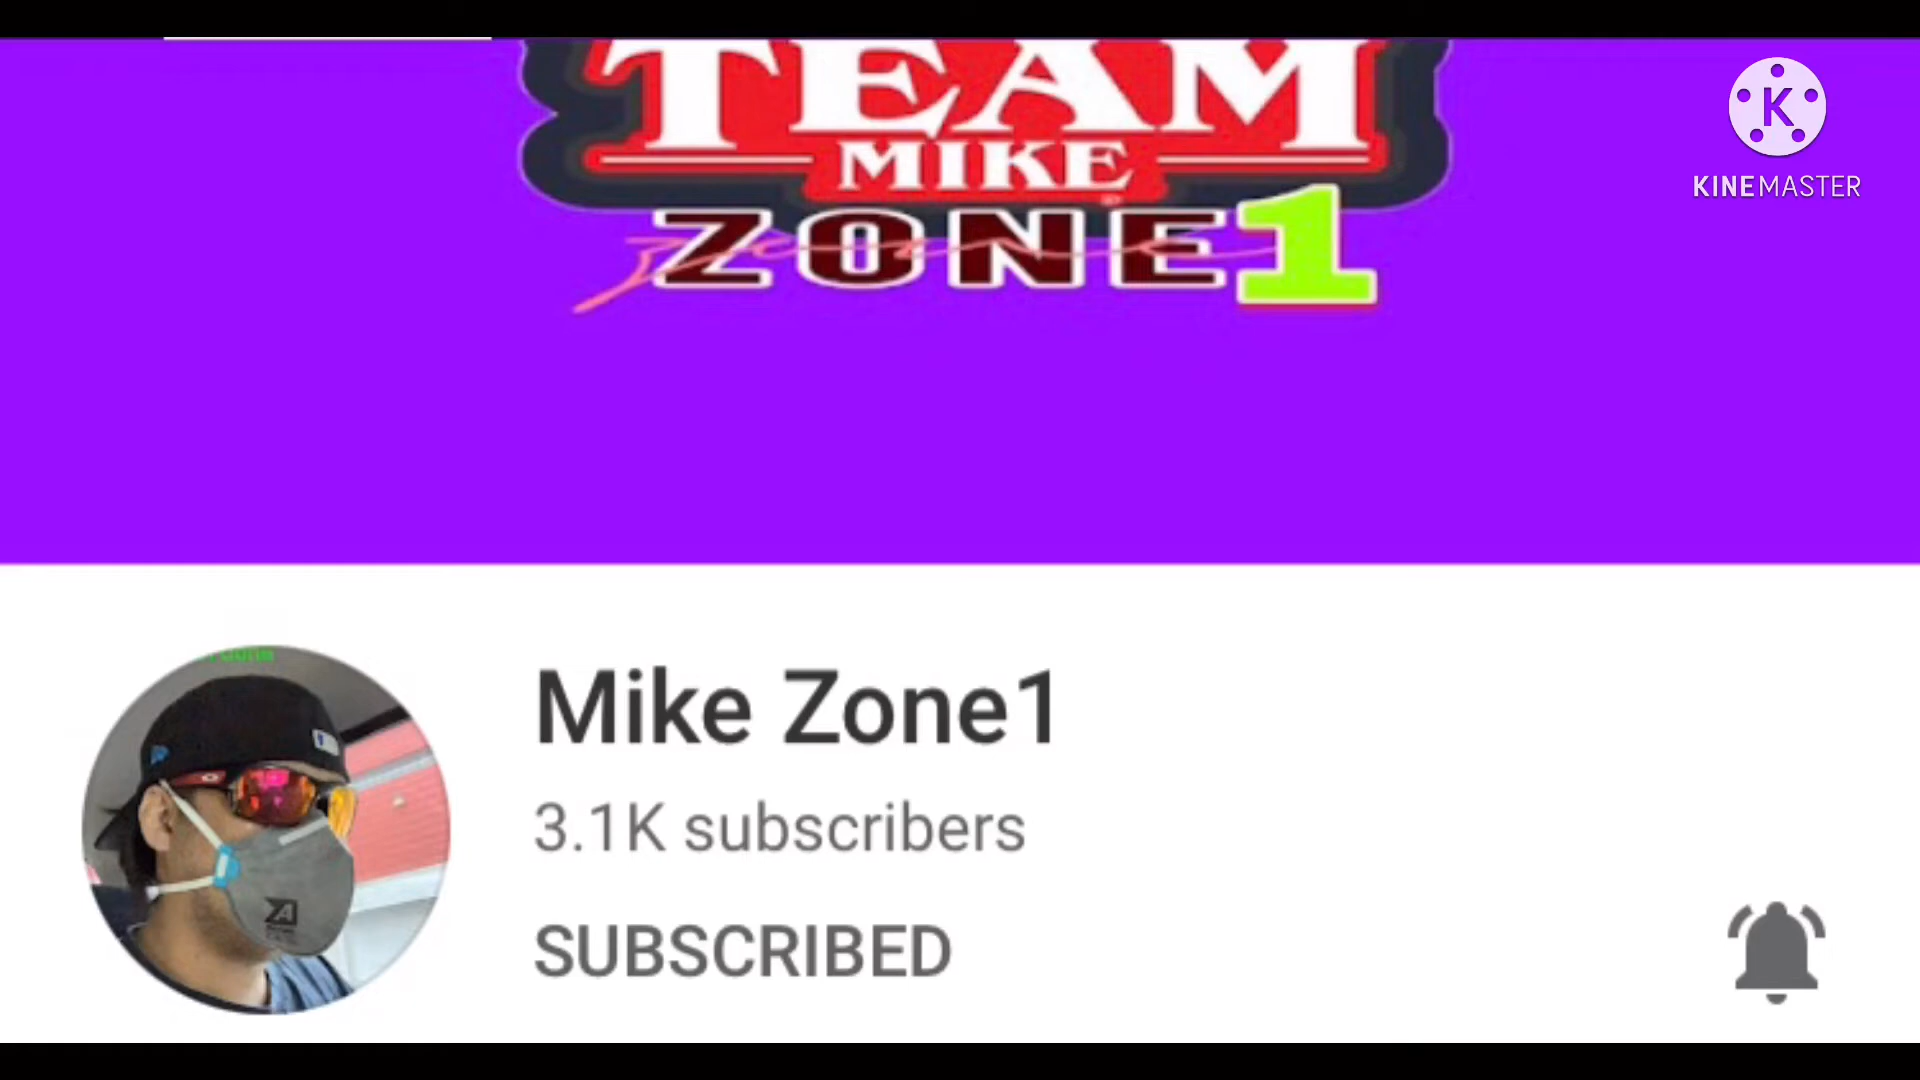 TEAM
MIKE
ZONE1
K
KINEMASTER
Mike Zone1
3.1K subscribers
SUBSCRIBED